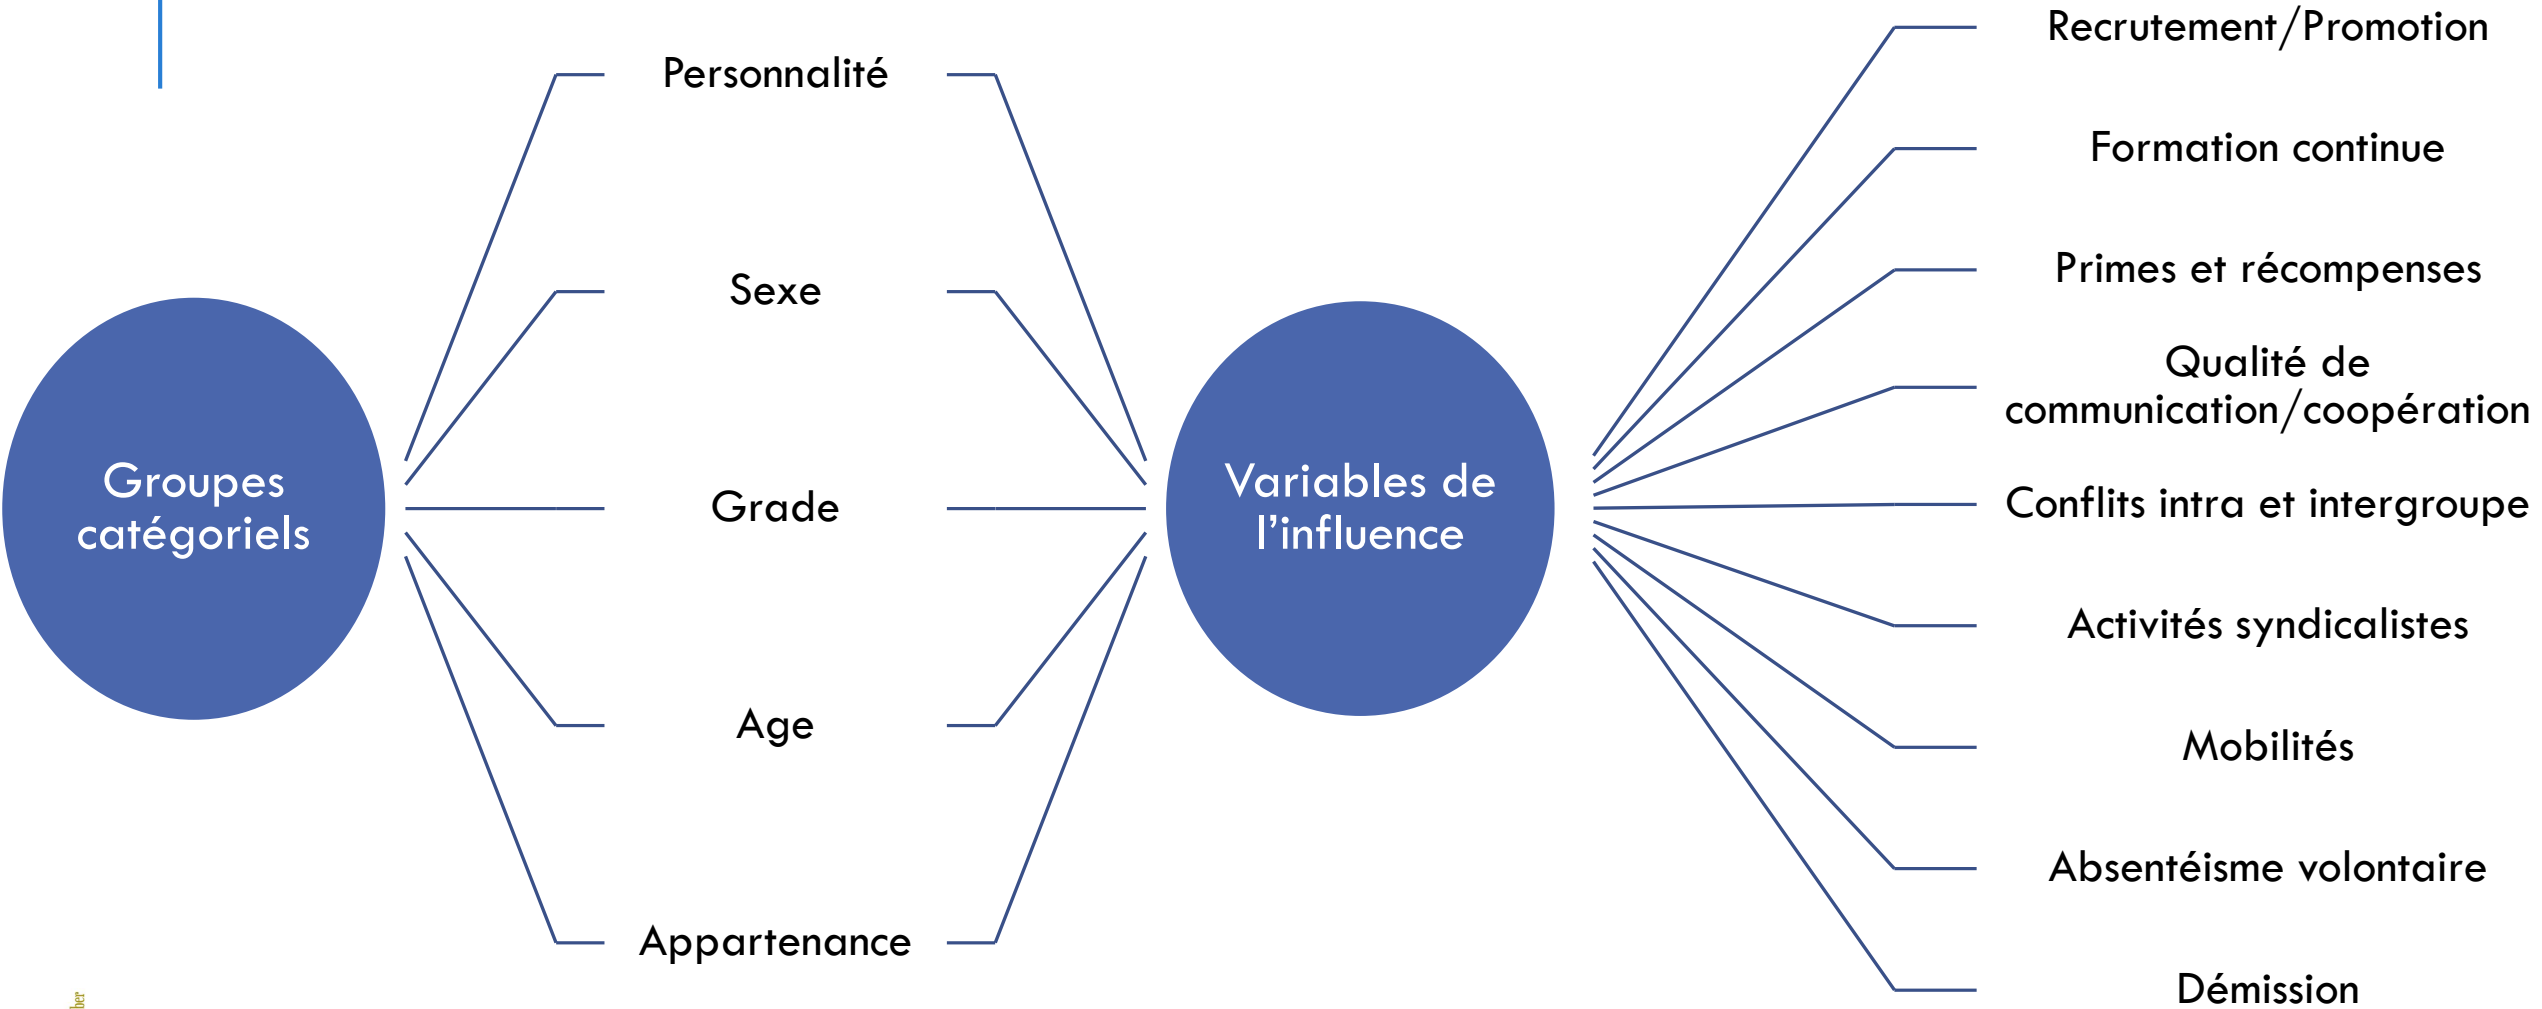 Groupes
catégoriels
Personnalité
Sexe
Grade
Age
Appartenance
Variables de
l’influence
Recrutement/Promotion
Formation continue
Primes et récompenses
Qualité de
communication/coopération
Conflits intra et intergroupe
Activités syndicalistes
Mobilités
Absentéisme volontaire
Démission
ber